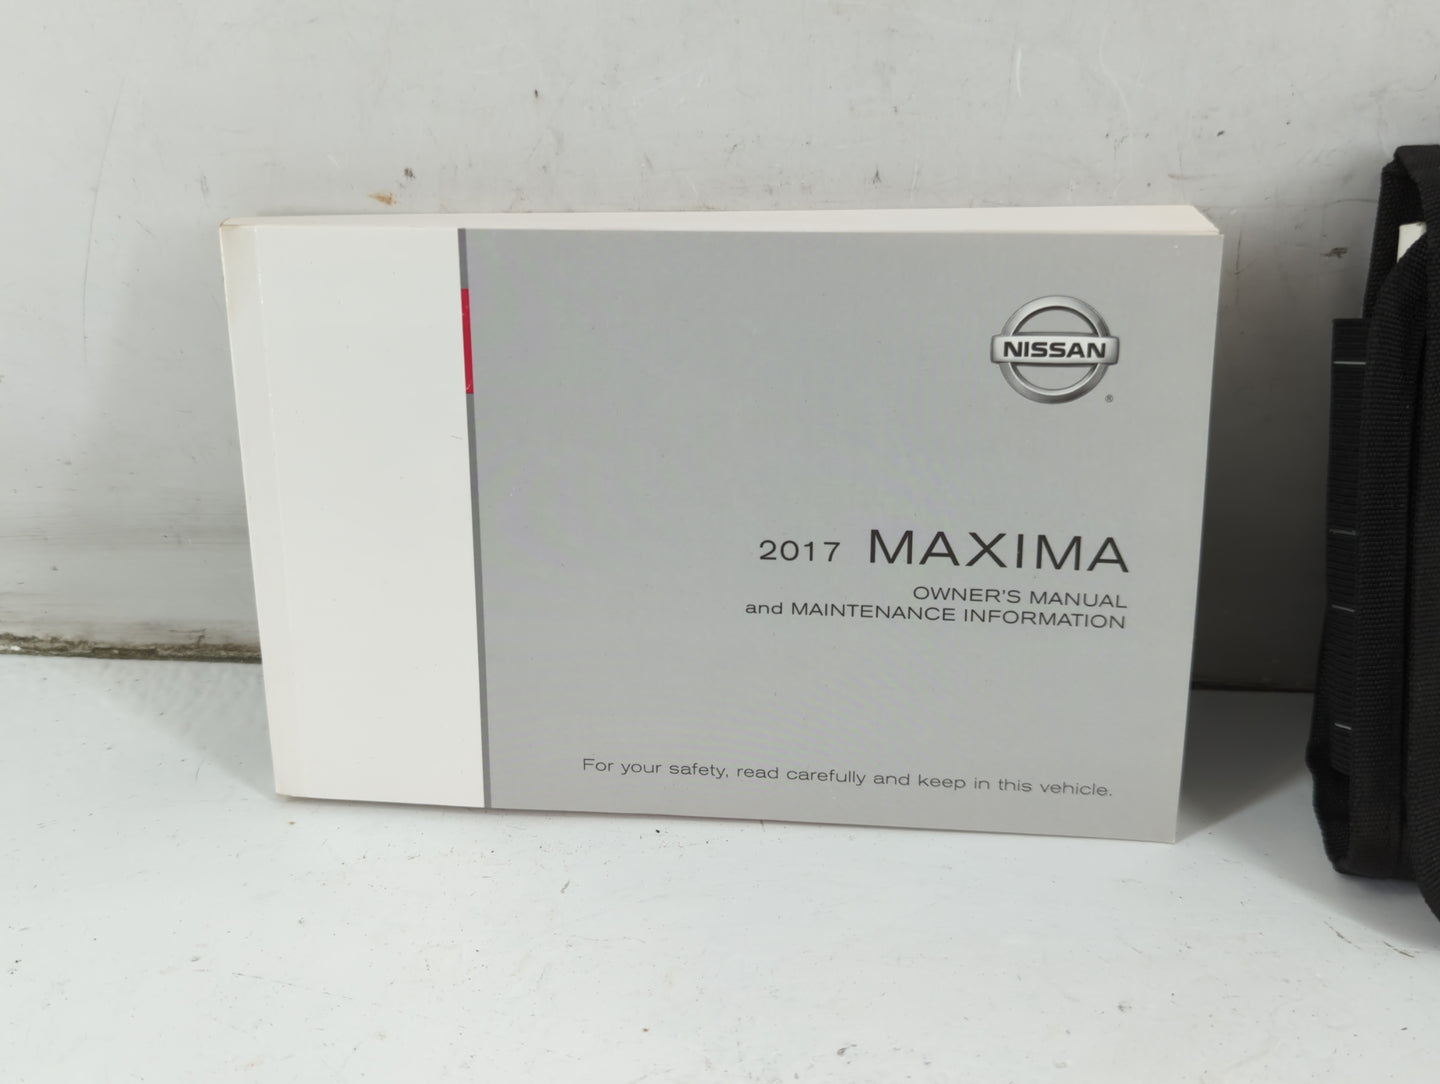 NISSAN
®
2017 MAXIMA
OWNER'S MANUAL
and MAINTENANCE INFORMATION
For your safety, read carefully and keep in this vehicle.